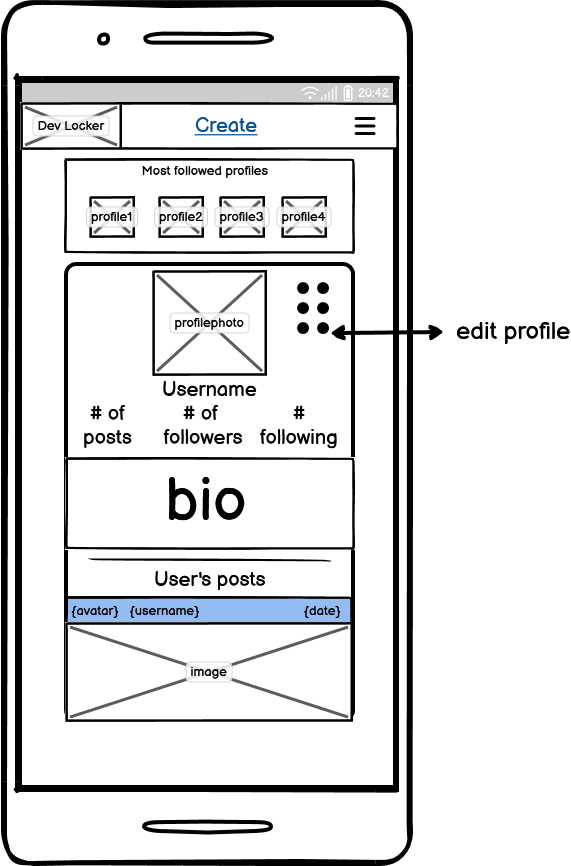 20:42
Dev Locker
Create
Most followed profiles
profile1 profile2 profile3 profile4
profilephoto
edit profile
Username
# of posts
# of followers
# following
bio
User's posts
{avatar} {username} {date}
image